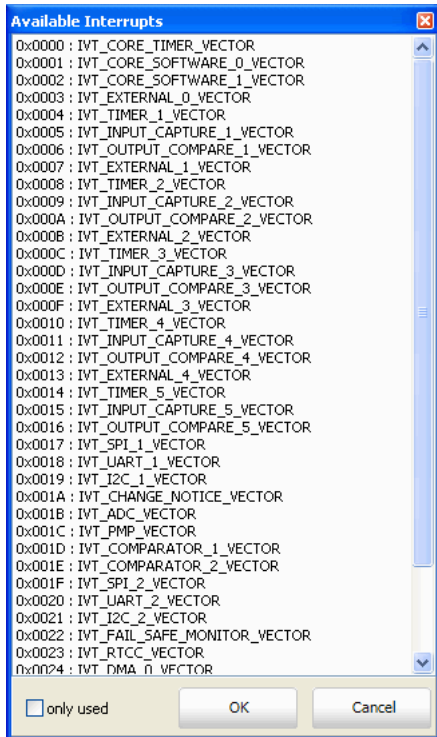 Available Interrupts
0x0000 : IVT_CORE_TIMER_VECTOR
0x0001 : IVT_CORE_SOFTWARE_0_VECTOR
0x0002 : IVT_CORE_SOFTWARE_1_VECTOR
0x0003 : IVT_EXTERNAL_0_VECTOR
0x0004 : IVT_TIMER_1_VECTOR
0x0005 : IVT_INPUT_CAPTURE_1_VECTOR
0x0006 : IVT_OUTPUT_COMPARE_1_VECTOR
0x0007 : IVT_EXTERNAL_1_VECTOR
0x0008 : IVT_TIMER_2_VECTOR
0x0009 : IVT_INPUT_CAPTURE_2_VECTOR
0x000A : IVT_OUTPUT_COMPARE_2_VECTOR
0x000B : IVT_EXTERNAL_2_VECTOR
0x000C : IVT_TIMER_3_VECTOR
0x000D : IVT_INPUT_CAPTURE_3_VECTOR
0x000E : IVT_OUTPUT_COMPARE_3_VECTOR
0x000F : IVT_EXTERNAL_3_VECTOR
0x0010 : IVT_TIMER_4_VECTOR
0x0011 : IVT_INPUT_CAPTURE_4_VECTOR
0x0012 : IVT_OUTPUT_COMPARE_4_VECTOR
0x0013 : IVT_EXTERNAL_4_VECTOR
0x0014 : IVT_TIMER_5_VECTOR
0x0015 : IVT_INPUT_CAPTURE_5_VECTOR
0x0016 : IVT_OUTPUT_COMPARE_5_VECTOR
0x0017 : IVT_SPI_1_VECTOR
0x0018 : IVT_UART_1_VECTOR
0x0019 : IVT_I2C_1_VECTOR
0x001A : IVT_CHANGE_NOTICE_VECTOR
0x001B : IVT_ADC_VECTOR
0x001C : IVT_PMP_VECTOR
0x001D : IVT_COMPARATOR_1_VECTOR
0x001E : IVT_COMPARATOR_2_VECTOR
0x001F : IVT_SPI_2_VECTOR
0x0020 : IVT_UART_2_VECTOR
0x0021 : IVT_I2C_2_VECTOR
0x0022 : IVT_FAIL_SAFE_MONITOR_VECTOR
0x0023 : IVT_RTCC_VECTOR
0x0024 : IVT_DMA_0_VECTOR
only used
OK
Cancel